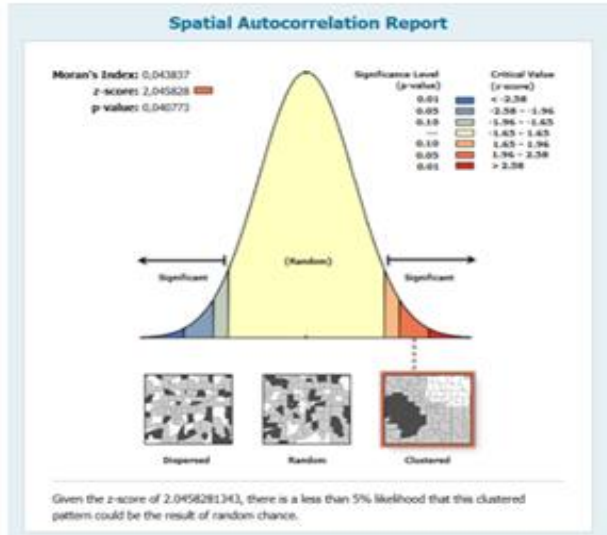 Spatial Autocorrelation Report
Moran's Index: 0,043837
z-score: 2,045828
p-value: 0,040773
Significance Level
(p-value)
Critical Value
(z-score)
0.01 < -2.58
0.05 -2.58 - -1.96
0.10 -1.96 - -1.65
--- -1.65 - 1.65
0.10 1.65 - 1.96
0.05 1.96 - 2.58
0.01 > 2.58
Significant
(Random)
Significant
Dispersed
Random
Clustered
Given the z-score of 2.0458281343, there is a less than 5% likelihood that this clustered
pattern could be the result of random chance.